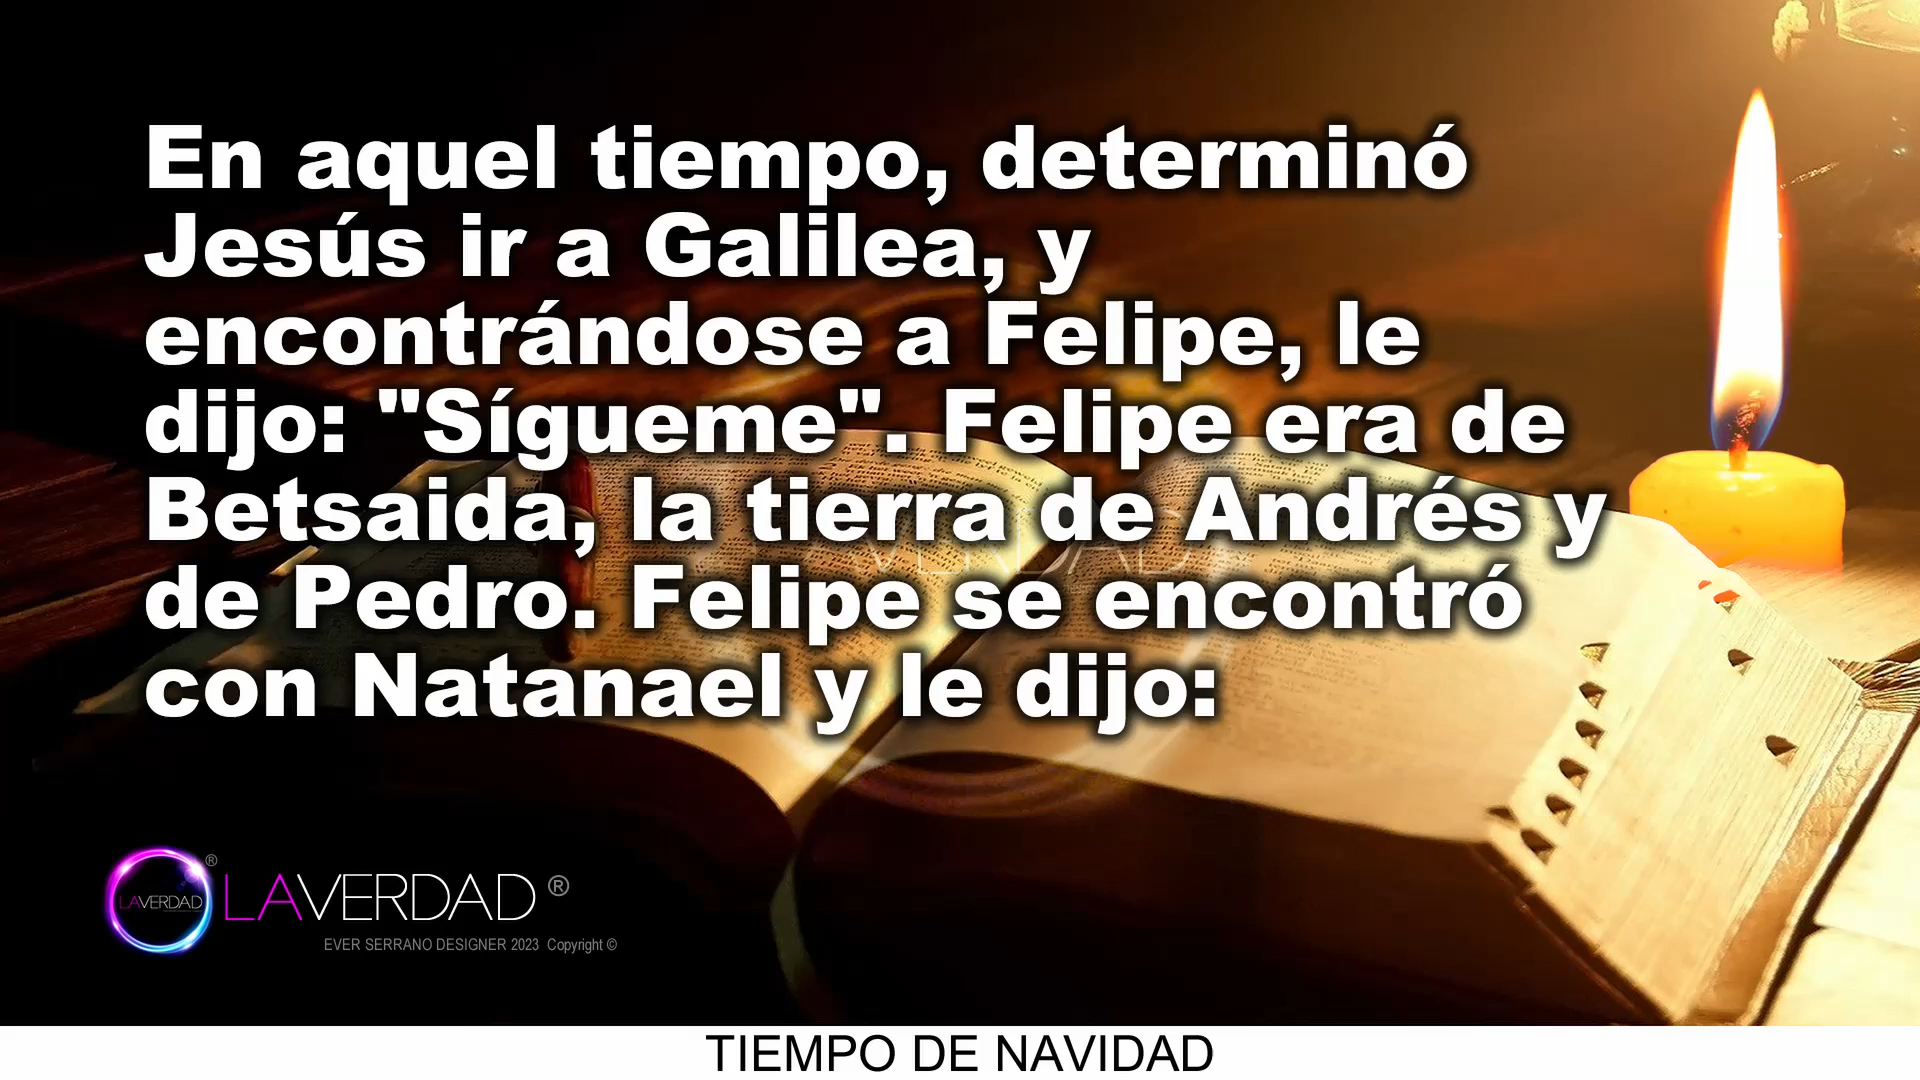 En aquel tiempo, determinó
Jesús ir a Galilea, y
encontrándose a Felipe, le
dijo: "Sígueme". Felipe era de
Betsaida, la tierra de Andrés y
de Pedro. Felipe se encontró
con Natanael y le dijo:
VERDAD
LAVERDAD ®
LAVERDAD ®
EVER SERRANO DESIGNER 2023 Copyright ©
TIEMPO DE NAVIDAD